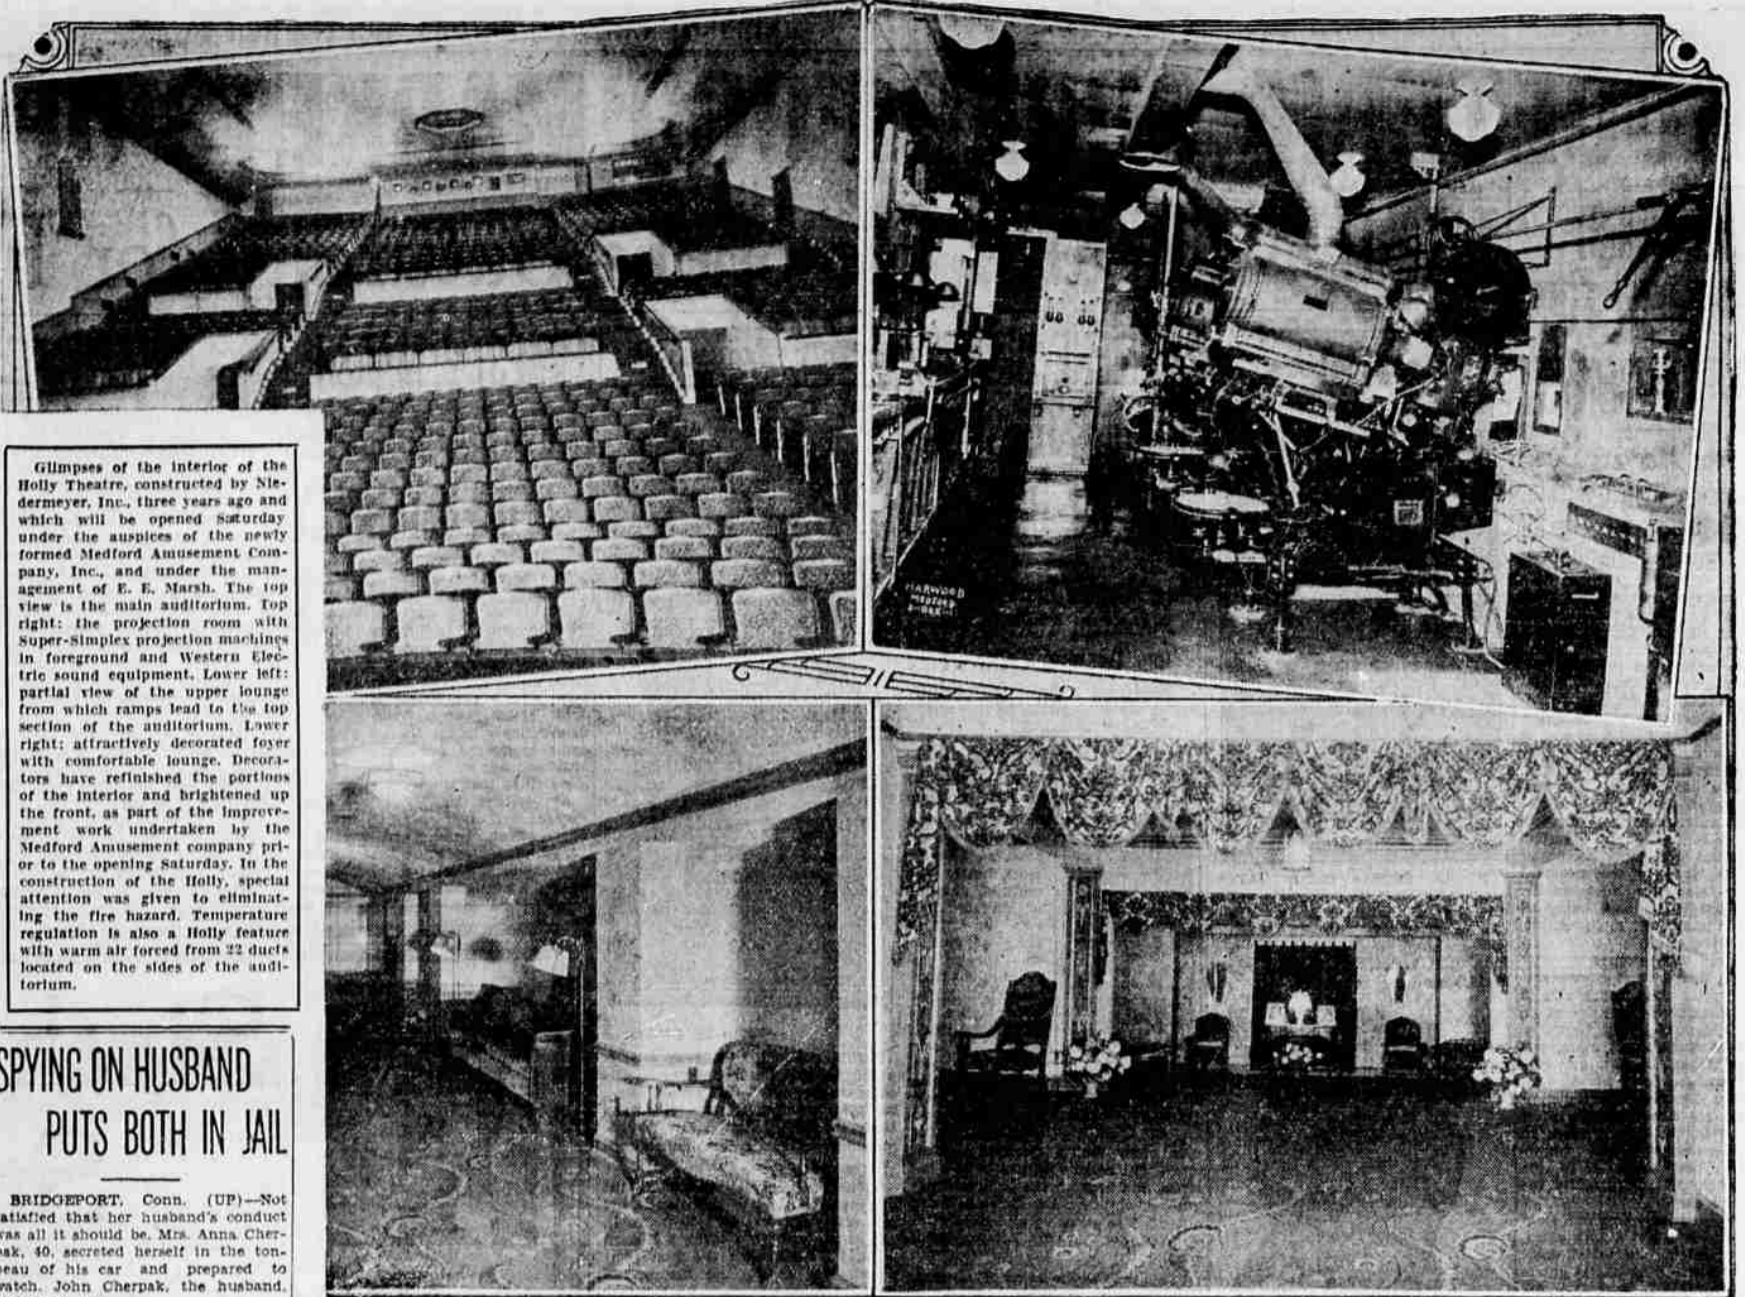 Glimpses of the interior of the
Holly Theatre, constructed by Nie-
dermeyer, Inc., three years ago and
which will be opened Saturday
under the auspices of the newly
formed Medford Amusement Com-
pany, Inc., and under the man-
agement of E. E. Marsh. The top
view is the main auditorium. Top
right: the projection room with
Super-Simplex projection machines
in foreground and Western Elec-
tric sound equipment. Lower left:
partial view of the upper lounge
from which ramps lead to the top
section of the auditorium. Lower
right: attractively decorated foyer
with comfortable lounge. Decora-
tors have refinished the portions
of the interior and brightened up
the front, as part of the improve-
ment work undertaken by the
Medford Amusement company pri-
or to the opening Saturday. In the
construction of the Holly, special
attention was given to eliminat-
ing the fire hazard. Temperature
regulation is also a Holly feature
with warm air forced from 22 ducts
located on the sides of the audi-
torium.
SPYING ON HUSBAND
PUTS BOTH IN JAIL
BRIDGEPORT, Conn. (UP)—Not
atisfied that her husband's conduct
was all it should be, Mrs. Anna Cher-
pak, 40, secreted herself in the ton-
neau of his car and prepared to
watch. John Cherpak, the husband,
HARWOOD
MEDFORD